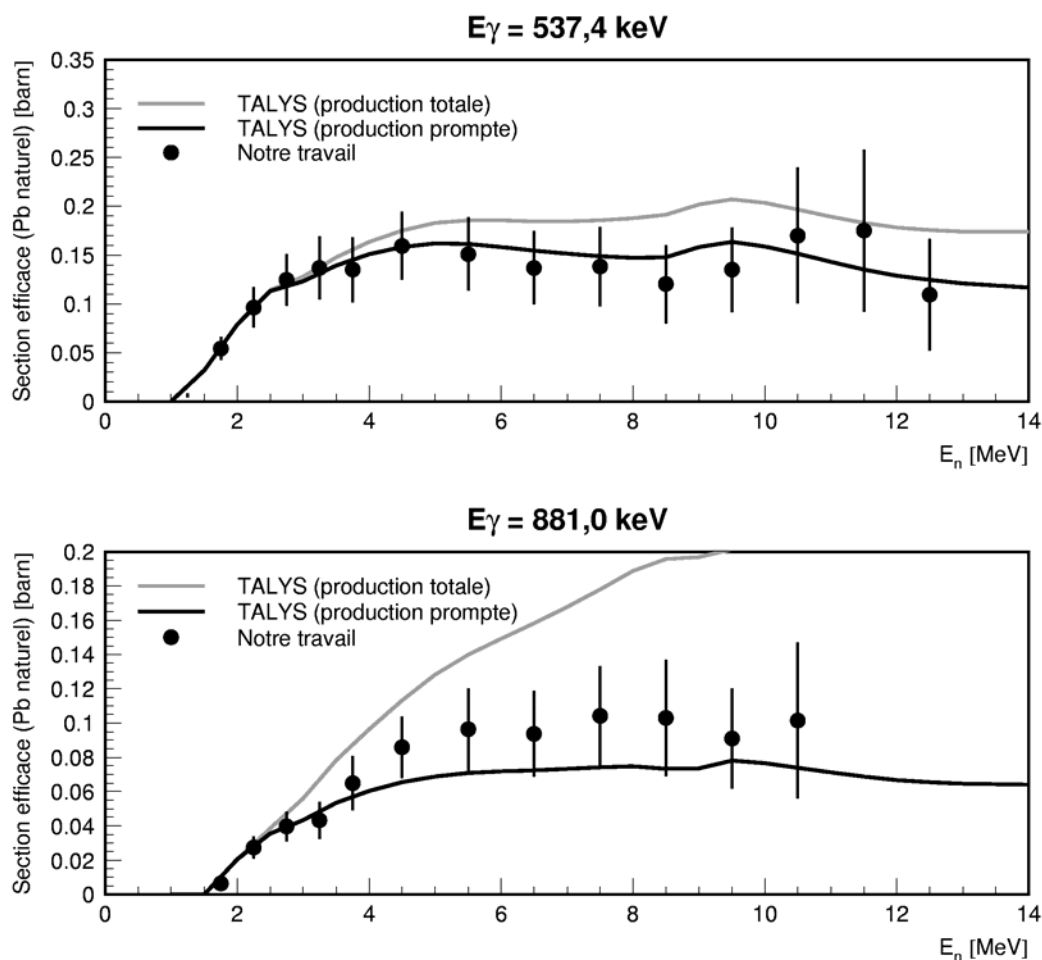 Eγ = 537,4 keV
Section efficace (Pb naturel) [barn]
0.35
0.3
0.25
0.2
0.15
0.1
0.05
0
TALYS (production totale)
TALYS (production prompte)
Notre travail
0 2 4 6 8 10 12 14
En [MeV]
Eγ = 881,0 keV
Section efficace (Pb naturel) [barn]
0.2
0.18
0.16
0.14
0.12
0.1
0.08
0.06
0.04
0.02
0
TALYS (production totale)
TALYS (production prompte)
Notre travail
0 2 4 6 8 10 12 14
En [MeV]